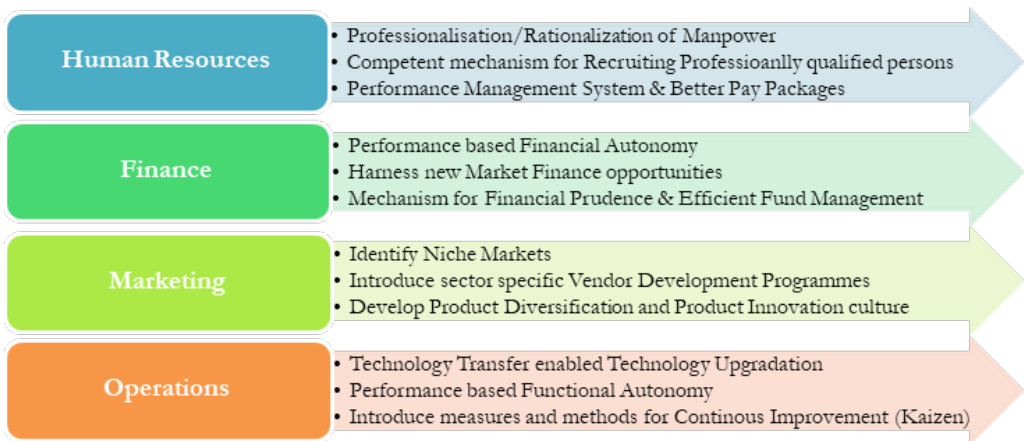 Human Resources
• Professionalisation/Rationalization of Manpower
• Competent mechanism for Recruiting Professioanlly qualified persons
• Performance Management System & Better Pay Packages
Finance
• Performance based Financial Autonomy
• Harness new Market Finance opportunities
• Mechanism for Financial Prudence & Efficient Fund Management
Marketing
• Identify Niche Markets
• Introduce sector specific Vendor Development Programmes
• Develop Product Diversification and Product Innovation culture
Operations
• Technology Transfer enabled Technology Upgradation
• Performance based Functional Autonomy
• Introduce measures and methods for Continous Improvement (Kaizen)